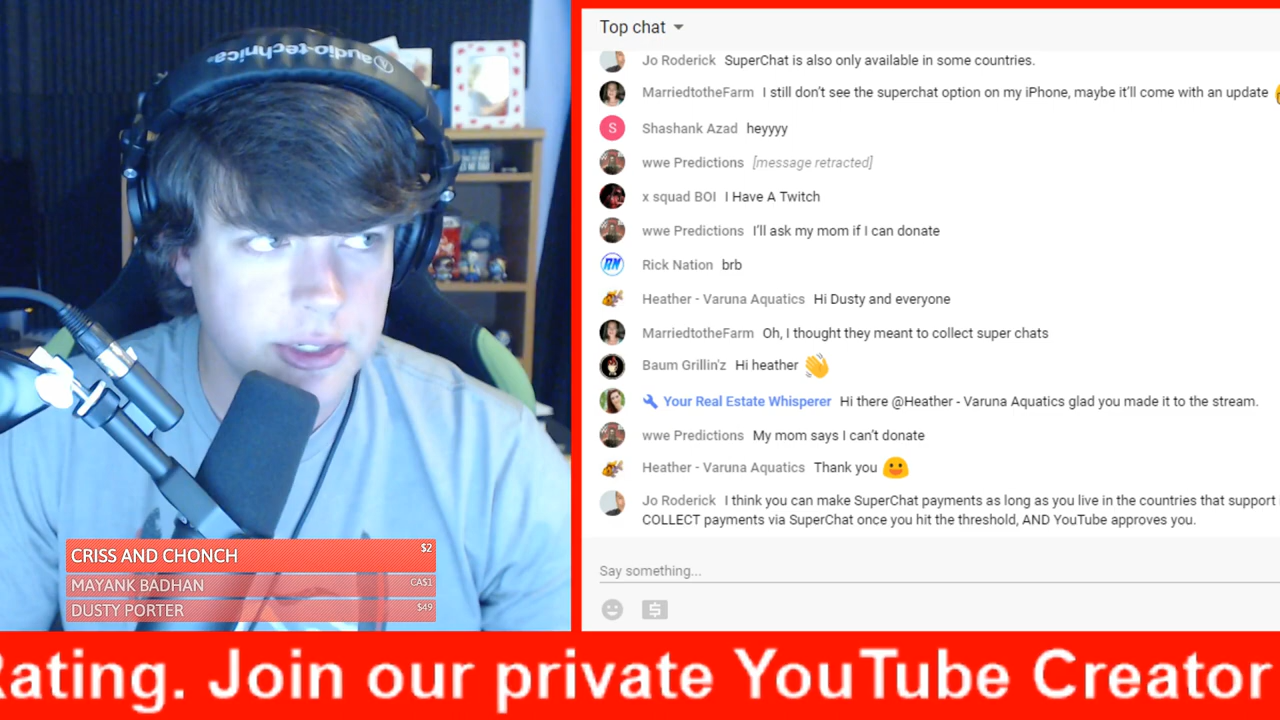 audio-technica
Top chat
Jo Roderick SuperChat is also only available in some countries.
MarriedtotheFarm I still don't see the superchat option on my iPhone, maybe it'll come with an update
S Shashank Azad heyyyy
wwe Predictions [message retracted]
x squad BOI I Have A Twitch
wwe Predictions I'll ask my mom if I can donate
RN Rick Nation brb
Heather - Varuna Aquatics Hi Dusty and everyone
MarriedtotheFarm Oh, I thought they meant to collect super chats
Baum Grillin'z Hi heather
Your Real Estate Whisperer Hi there @Heather - Varuna Aquatics glad you made it to the stream.
wwe Predictions My mom says I can't donate
Heather - Varuna Aquatics Thank you
Jo Roderick I think you can make SuperChat payments as long as you live in the countries that support
COLLECT payments via SuperChat once you hit the threshold, AND YouTube approves you.
Say something...
CRISS AND CHONCH $2
MAYANK BADHAN CA$1
DUSTY PORTER $49
Rating. Join our private YouTube Creator